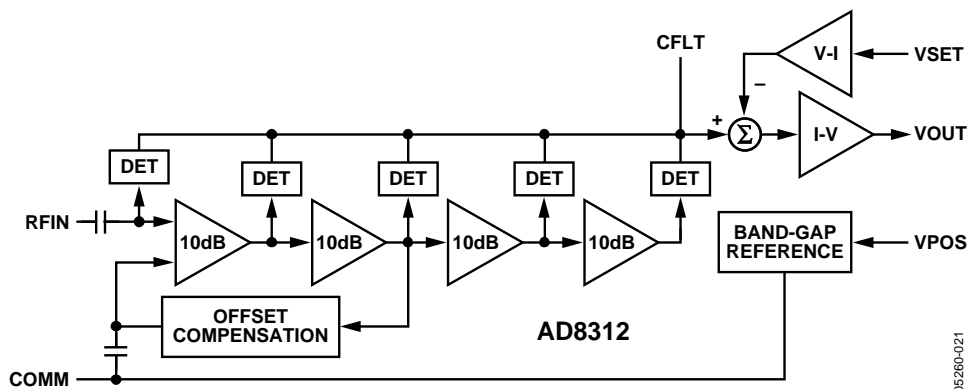 CFLT
V-I
VSET
–
+
Σ
I-V
VOUT
DET
DET
DET
DET
DET
RFIN
10dB
10dB
10dB
10dB
BAND-GAP
REFERENCE
VPOS
OFFSET
COMPENSATION
AD8312
COMM
05260-021